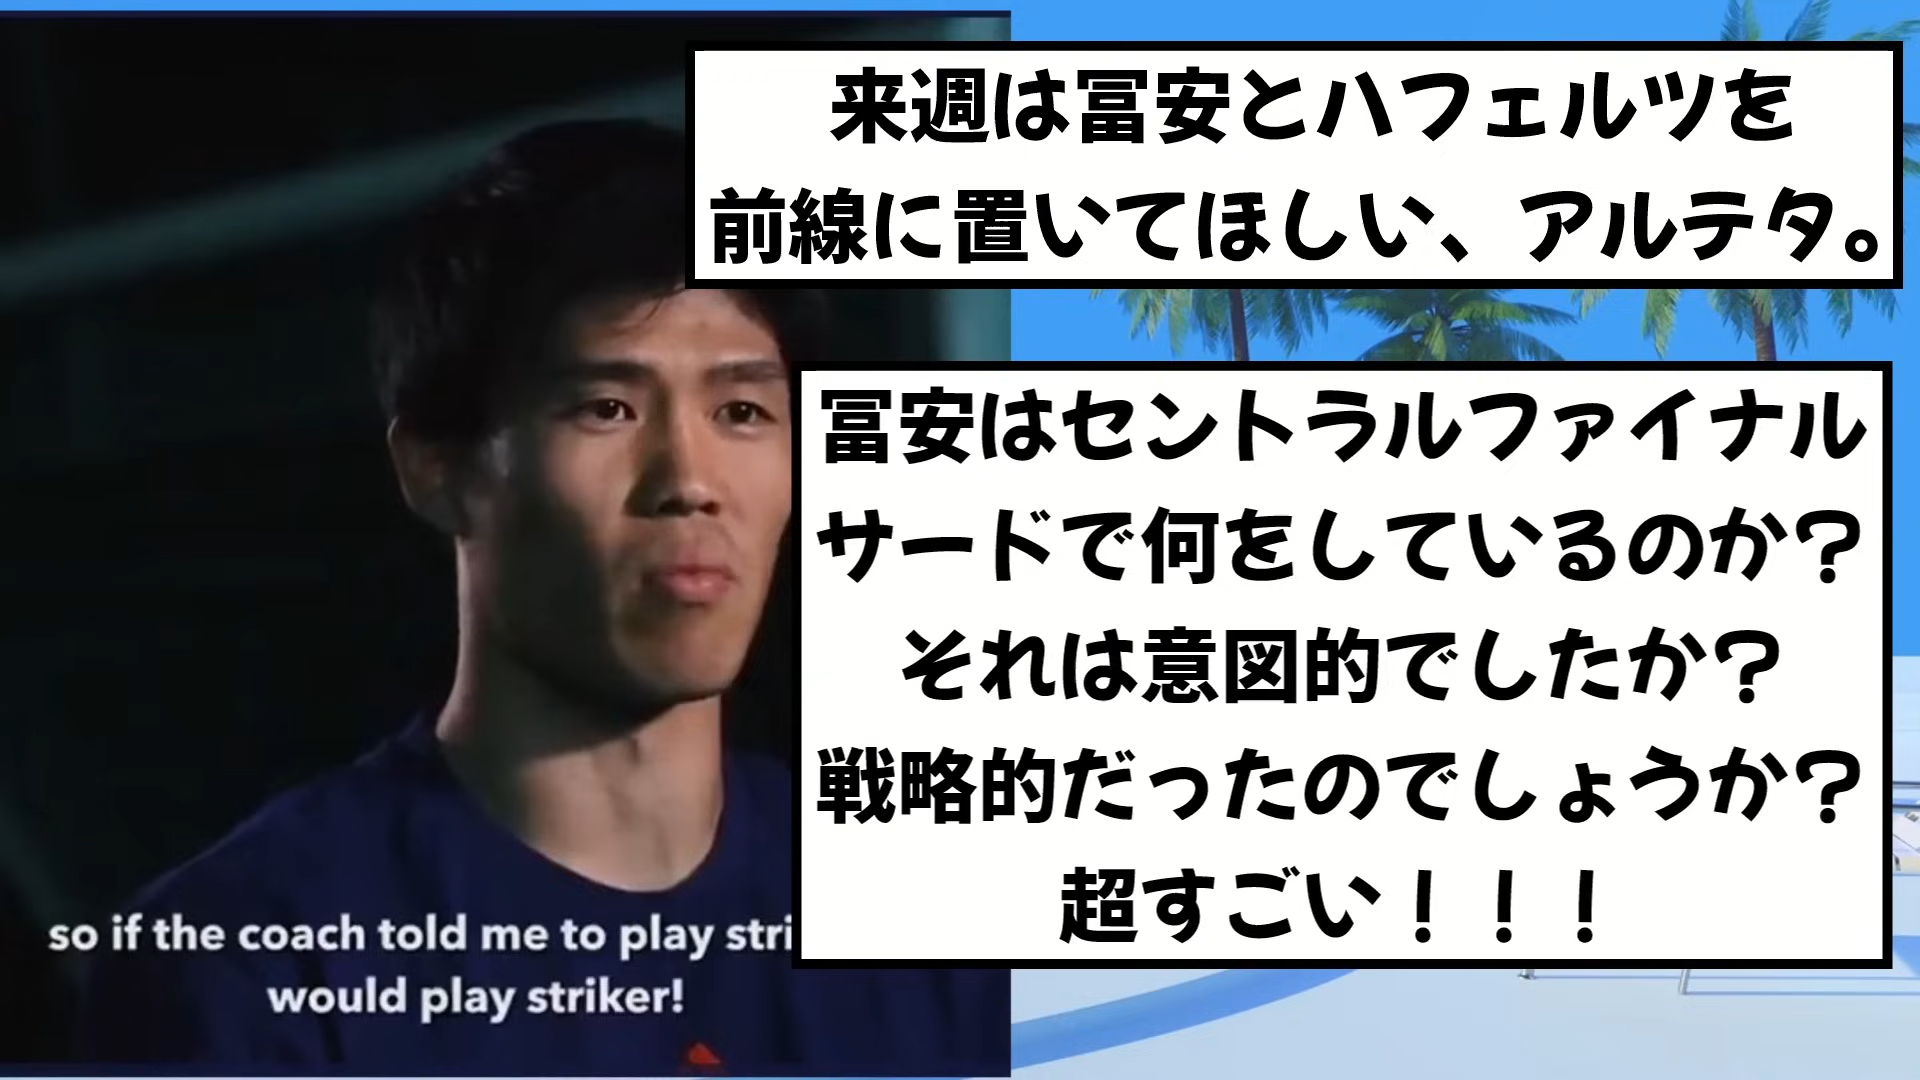 来週は冨安とハフェルツを
前線に置いてほしい、アルテタ。
冨安はセントラルファイナル
サードで何をしているのか？
それは意図的でしたか？
戦略的だったのでしょうか？
超すごい！！！
so if the coach told me to play
would play striker!